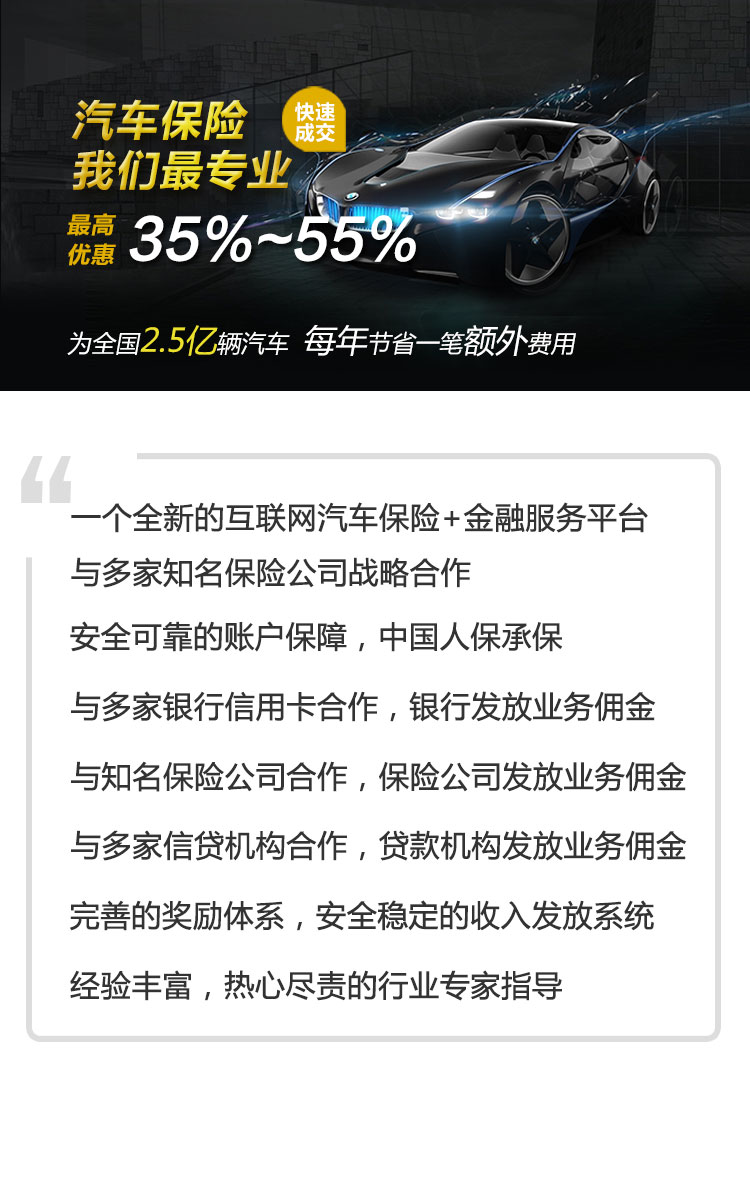 汽车保险
快速
成交
我们最专业
最高
优惠
35%~55%
为全国2.5亿辆汽车 每年节省一笔额外费用
一个全新的互联网汽车保险+金融服务平台
与多家知名保险公司战略合作
安全可靠的账户保障，中国人保承保
与多家银行信用卡合作，银行发放业务佣金
与知名保险公司合作，保险公司发放业务佣金
与多家信贷机构合作，贷款机构发放业务佣金
完善的奖励体系，安全稳定的收入发放系统
经验丰富，热心尽责的行业专家指导